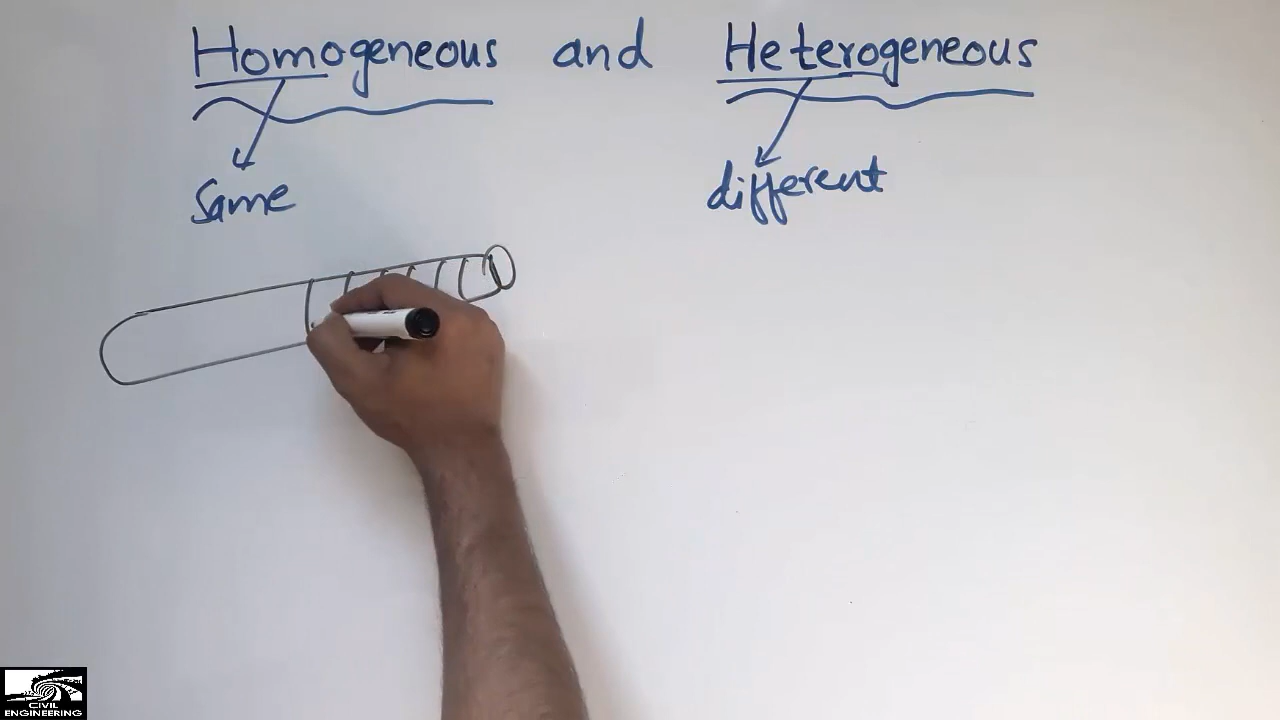 Homogeneous and Heterogeneous
Same
different
CIVIL
ENGINEERING